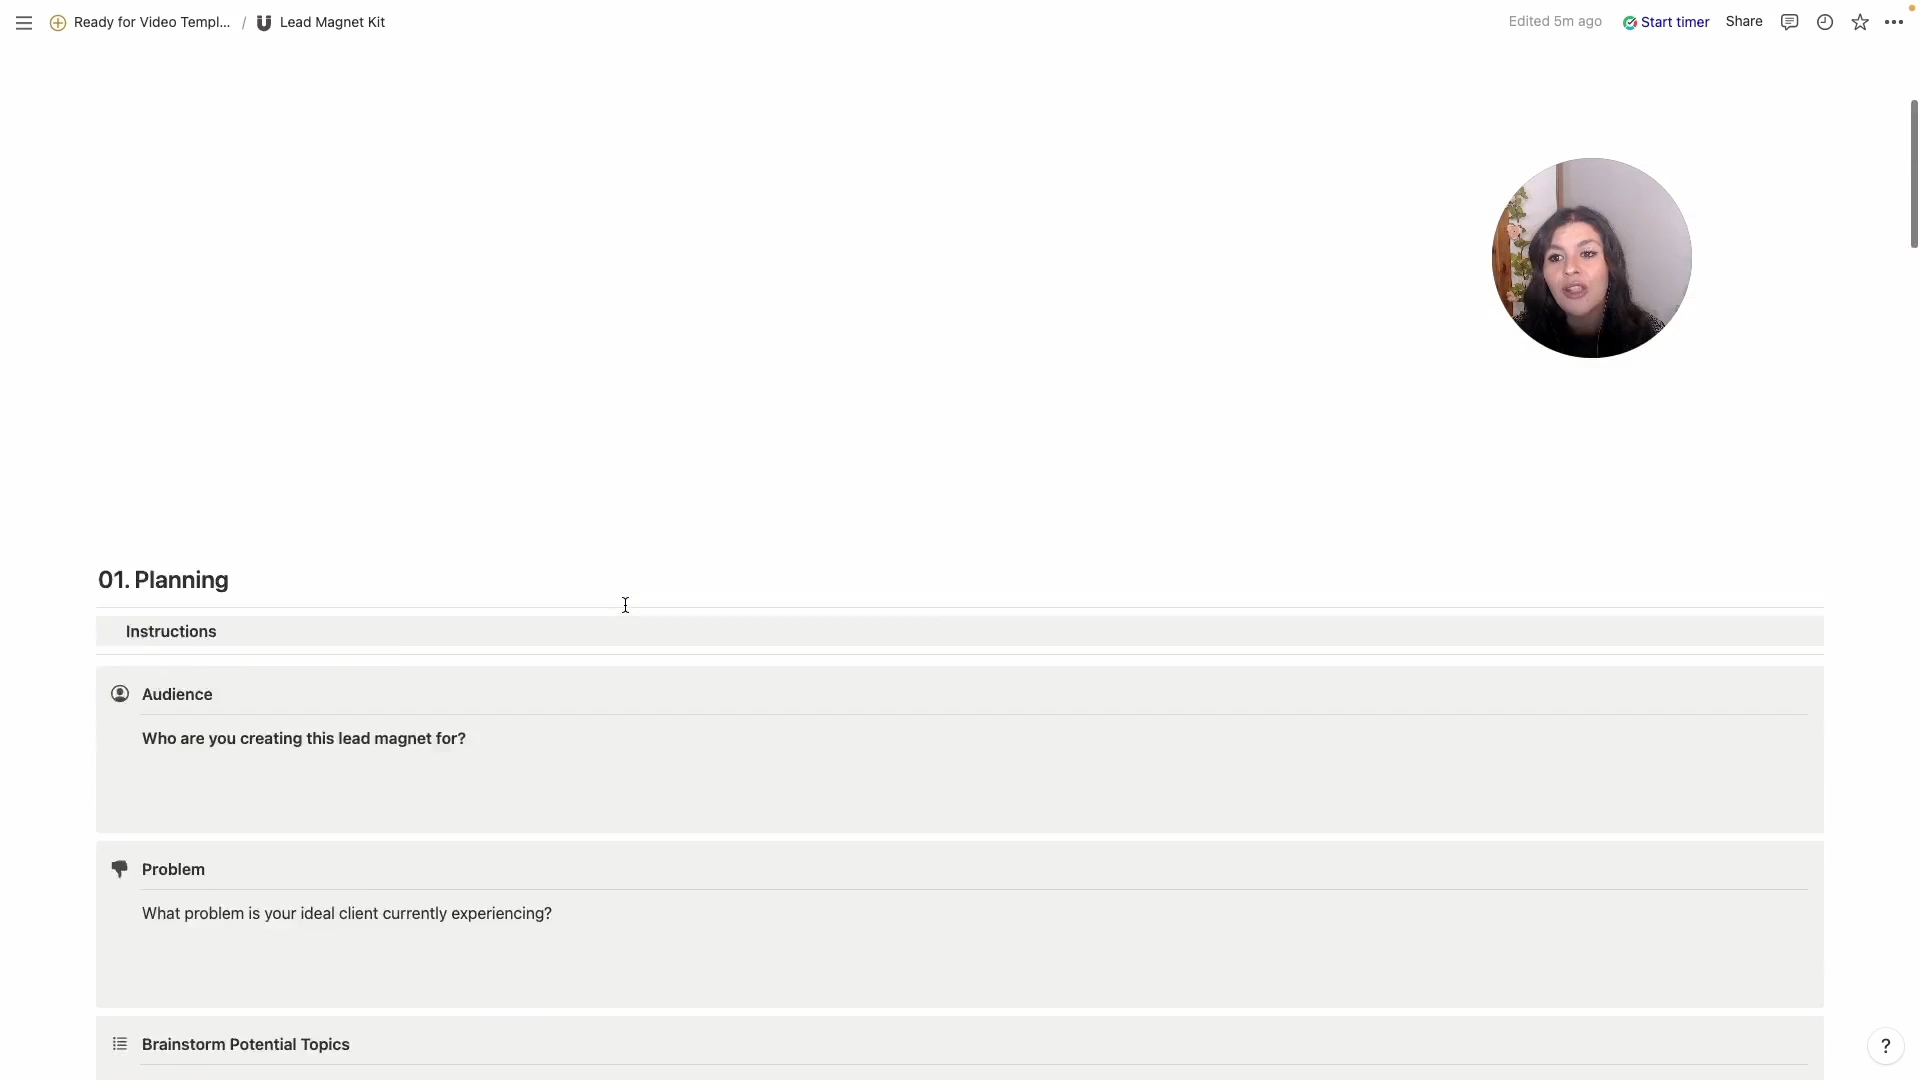 Ready for Video Templ... / Lead Magnet Kit
Edited 5m ago Start timer Share
01. Planning
Instructions
Audience
Who are you creating this lead magnet for?
Problem
What problem is your ideal client currently experiencing?
Brainstorm Potential Topics
?